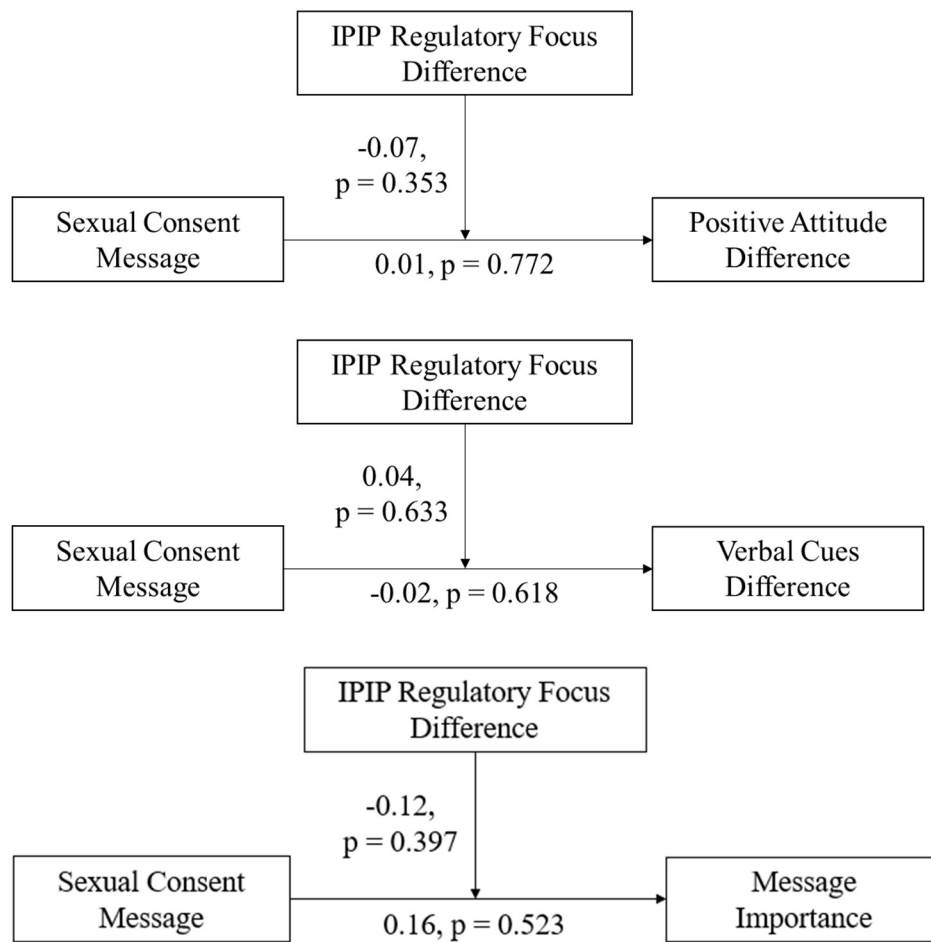 IPIP Regulatory Focus
Difference
-0.07,
p = 0.353
Sexual Consent
Message
0.01, p = 0.772
Positive Attitude
Difference
IPIP Regulatory Focus
Difference
0.04,
p = 0.633
Sexual Consent
Message
-0.02, p = 0.618
Verbal Cues
Difference
IPIP Regulatory Focus
Difference
-0.12,
p = 0.397
Sexual Consent
Message
0.16, p = 0.523
Message
Importance